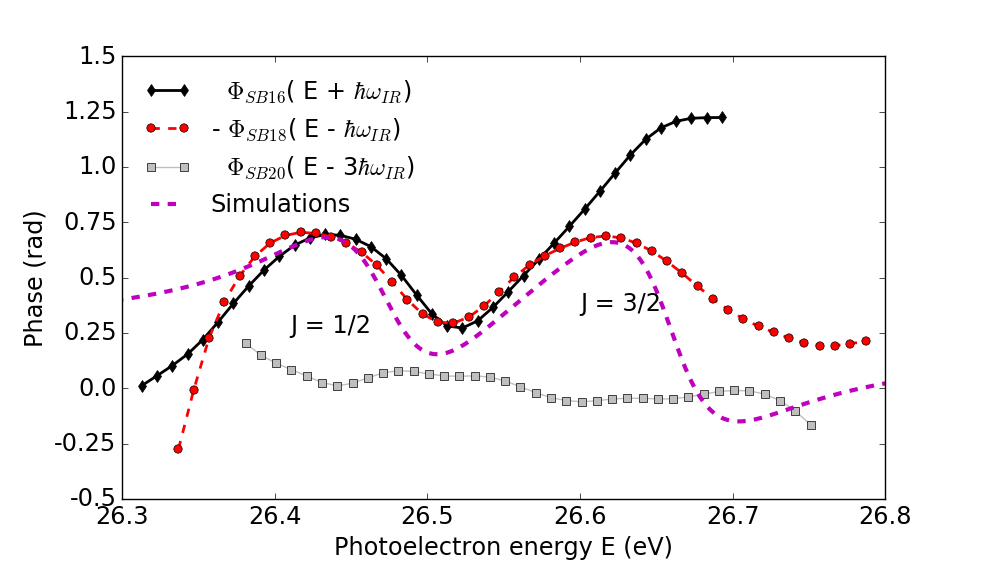 1.5
1.25
1.0
0.75
0.5
0.25
0.0
-0.25
-0.5
Phase (rad)
Φ_SB16( E + ħω_IR)
- Φ_SB18( E - ħω_IR)
Φ_SB20( E - 3ħω_IR)
Simulations
J = 1/2
J = 3/2
26.3 26.4 26.5 26.6 26.7 26.8
Photoelectron energy E (eV)